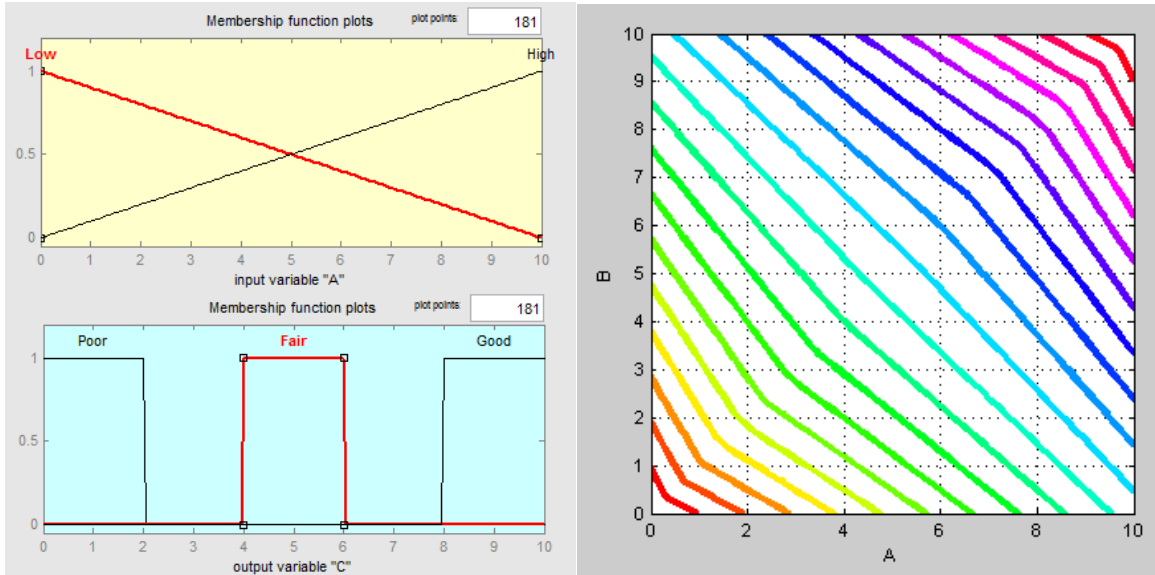 Membership function plots plot points: 181
Low High
1
0.5
0
0 1 2 3 4 5 6 7 8 9 10
input variable "A"
Membership function plots plot points: 181
Poor Fair Good
1
0.5
0
0 1 2 3 4 5 6 7 8 9 10
output variable "C"
10
9
8
7
6
5
4
3
2
1
0
B
0 2 4 6 8 10
A